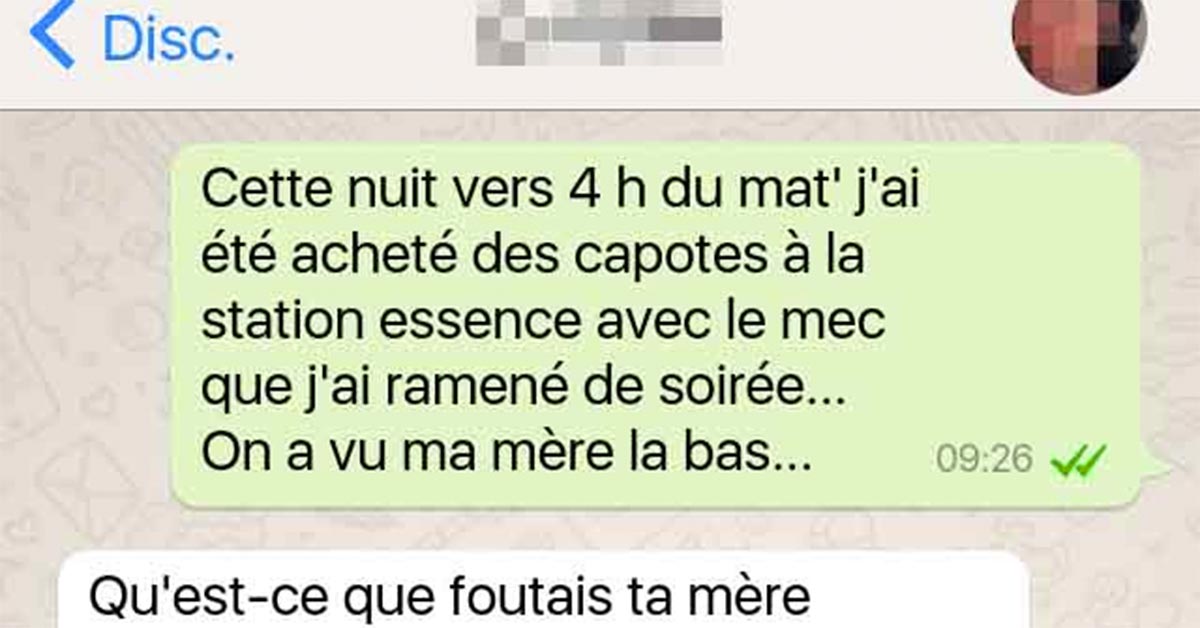 Disc.
Cette nuit vers 4 h du mat' j'ai
été acheté des capotes à la
station essence avec le mec
que j'ai ramené de soirée...
On a vu ma mère la bas...
09:26
Qu'est-ce que foutais ta mère